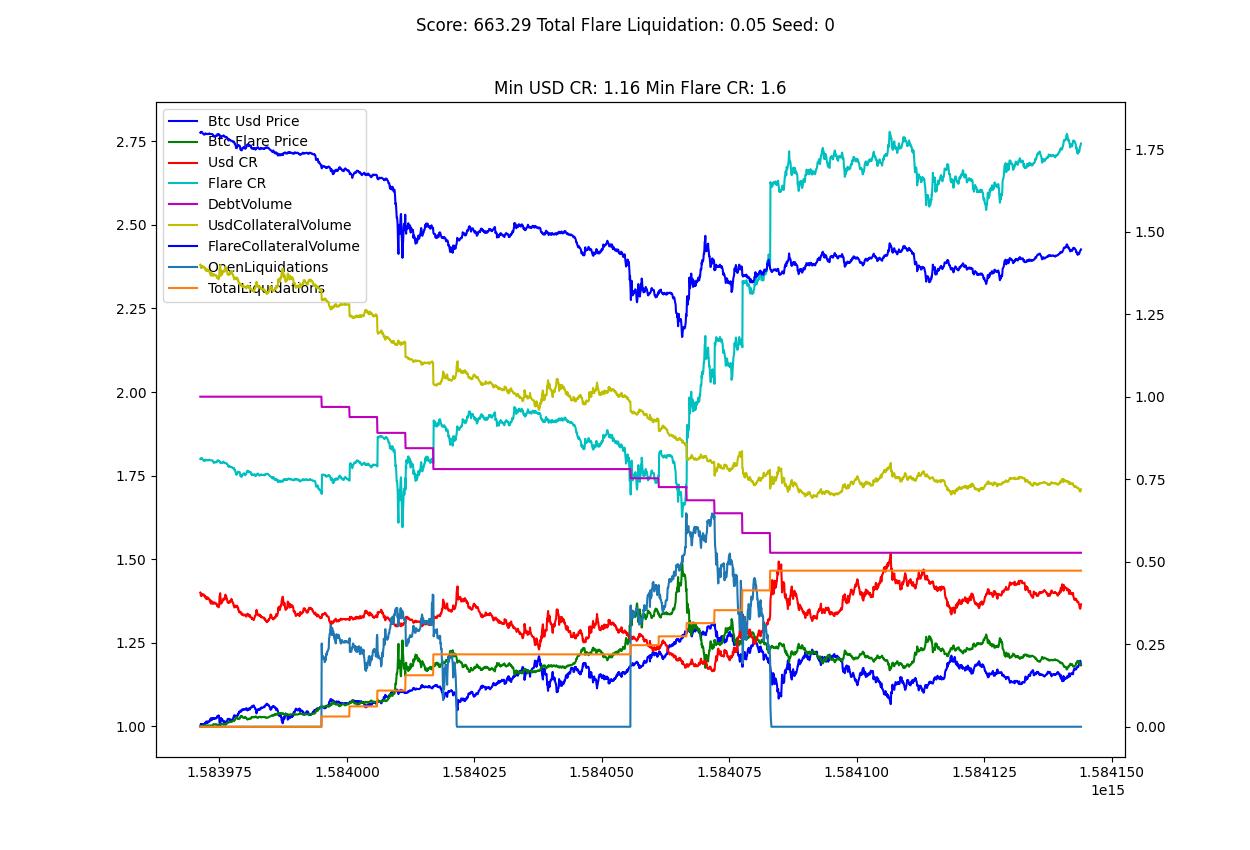 Score: 663.29 Total Flare Liquidation: 0.05 Seed: 0
Min USD CR: 1.16 Min Flare CR: 1.6
Btc Usd Price
Btc Flare Price
Usd CR
Flare CR
DebtVolume
UsdCollateralVolume
FlareCollateralVolume
OpenLiquidations
TotalLiquidations
2.75
2.50
2.25
2.00
1.75
1.50
1.25
1.00
1.75
1.50
1.25
1.00
0.75
0.50
0.25
0.00
1.583975 1.584000 1.584025 1.584050 1.584075 1.584100 1.584125 1.584150
1e15